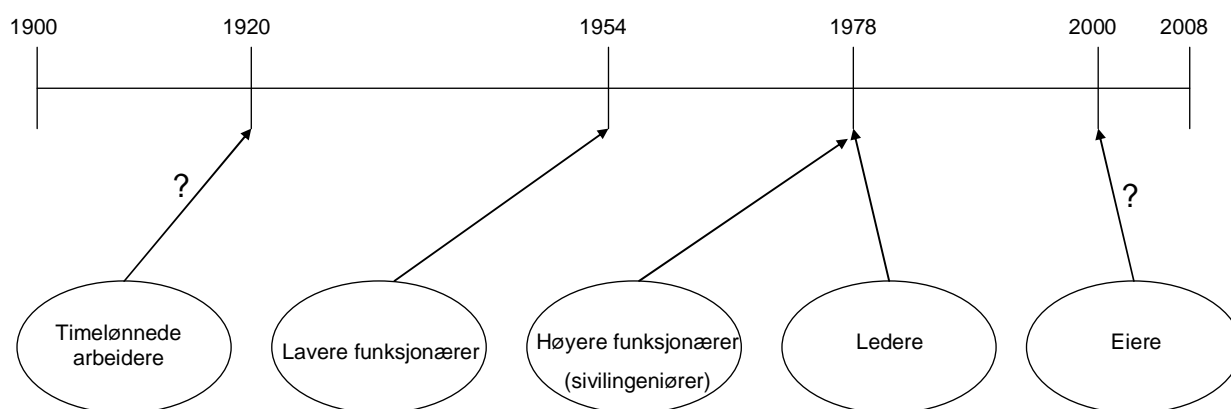 1900 1920 1954 1978 2000 2008
?
?
Timelønnede
arbeidere
Lavere funksjonærer
Høyere funksjonærer
(sivilingeniører)
Ledere
Eiere